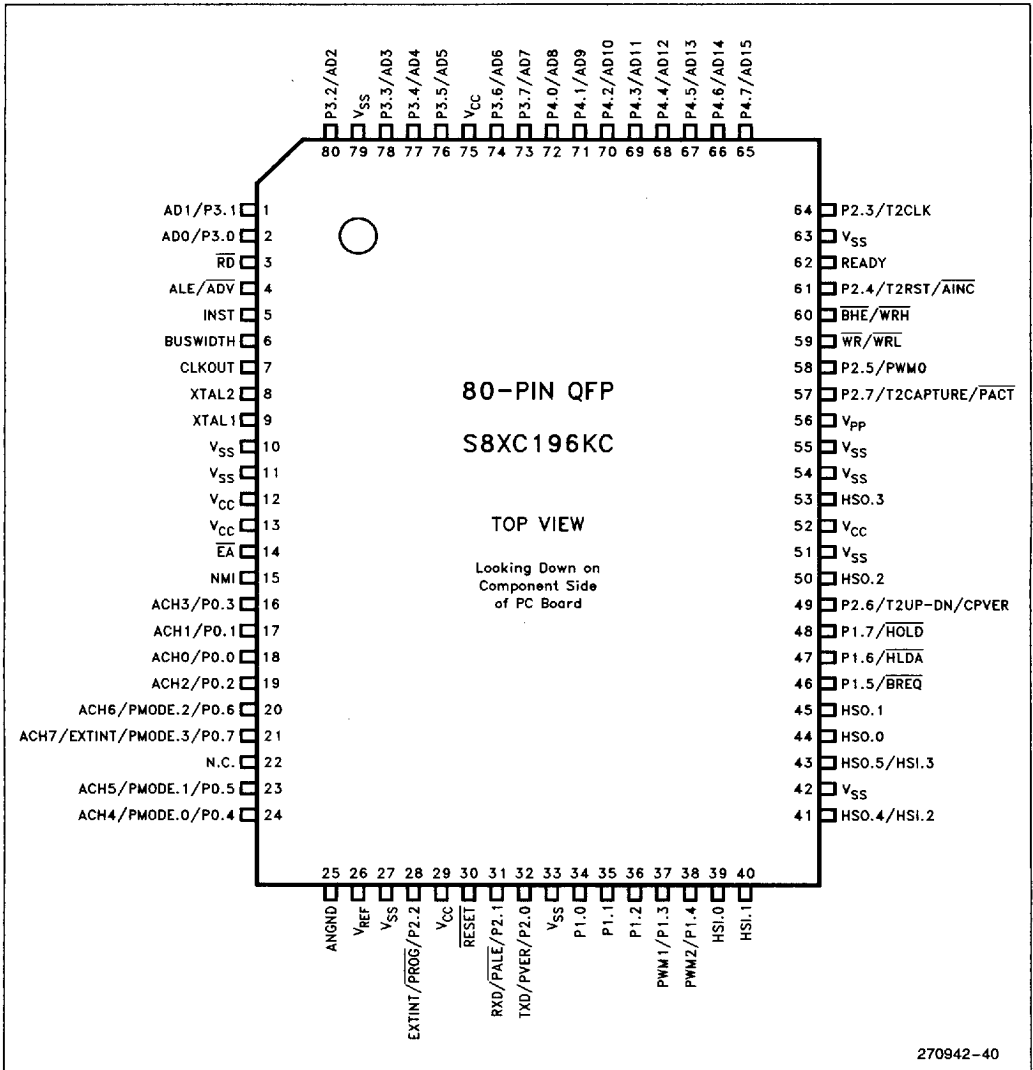 P3.2/AD2
VSS
P3.3/AD3
P3.4/AD4
P3.5/AD5
VCC
P3.6/AD6
P3.7/AD7
P4.0/AD8
P4.1/AD9
P4.2/AD10
P4.3/AD11
P4.4/AD12
P4.5/AD13
P4.6/AD14
P4.7/AD15
80 79 78 77 76 75 74 73 72 71 70 69 68 67 66 65
AD1/P3.1 1
AD0/P3.0 2
RD 3
ALE/ADV 4
INST 5
BUSWIDTH 6
CLKOUT 7
XTAL2 8
XTAL1 9
VSS 10
VSS 11
VCC 12
VCC 13
EA 14
NMI 15
ACH3/P0.3 16
ACH1/P0.1 17
ACH0/P0.0 18
ACH2/P0.2 19
ACH6/PMODE.2/P0.6 20
ACH7/EXTINT/PMODE.3/P0.7 21
N.C. 22
ACH5/PMODE.1/P0.5 23
ACH4/PMODE.0/P0.4 24
80-PIN QFP
S8XC196KC
TOP VIEW
Looking Down on
Component Side
of PC Board
64 P2.3/T2CLK
63 VSS
62 READY
61 P2.4/T2RST/AINC
60 BHE/WRH
59 WR/WRL
58 P2.5/PWM0
57 P2.7/T2CAPTURE/PACT
56 VPP
55 VSS
54 VSS
53 HSO.3
52 VCC
51 VSS
50 HSO.2
49 P2.6/T2UP-DN/CPVER
48 P1.7/HOLD
47 P1.6/HLDA
46 P1.5/BREQ
45 HSO.1
44 HSO.0
43 HSO.5/HSI.3
42 VSS
41 HSO.4/HSI.2
25 26 27 28 29 30 31 32 33 34 35 36 37 38 39 40
ANGND
VREF
VSS
EXTINT/PROG/P2.2
VCC
RESET
RXD/PALE/P2.1
TXD/PVER/P2.0
VSS
P1.0
P1.1
P1.2
PWM1/P1.3
PWM2/P1.4
HSI.0
HSI.1
270942-40